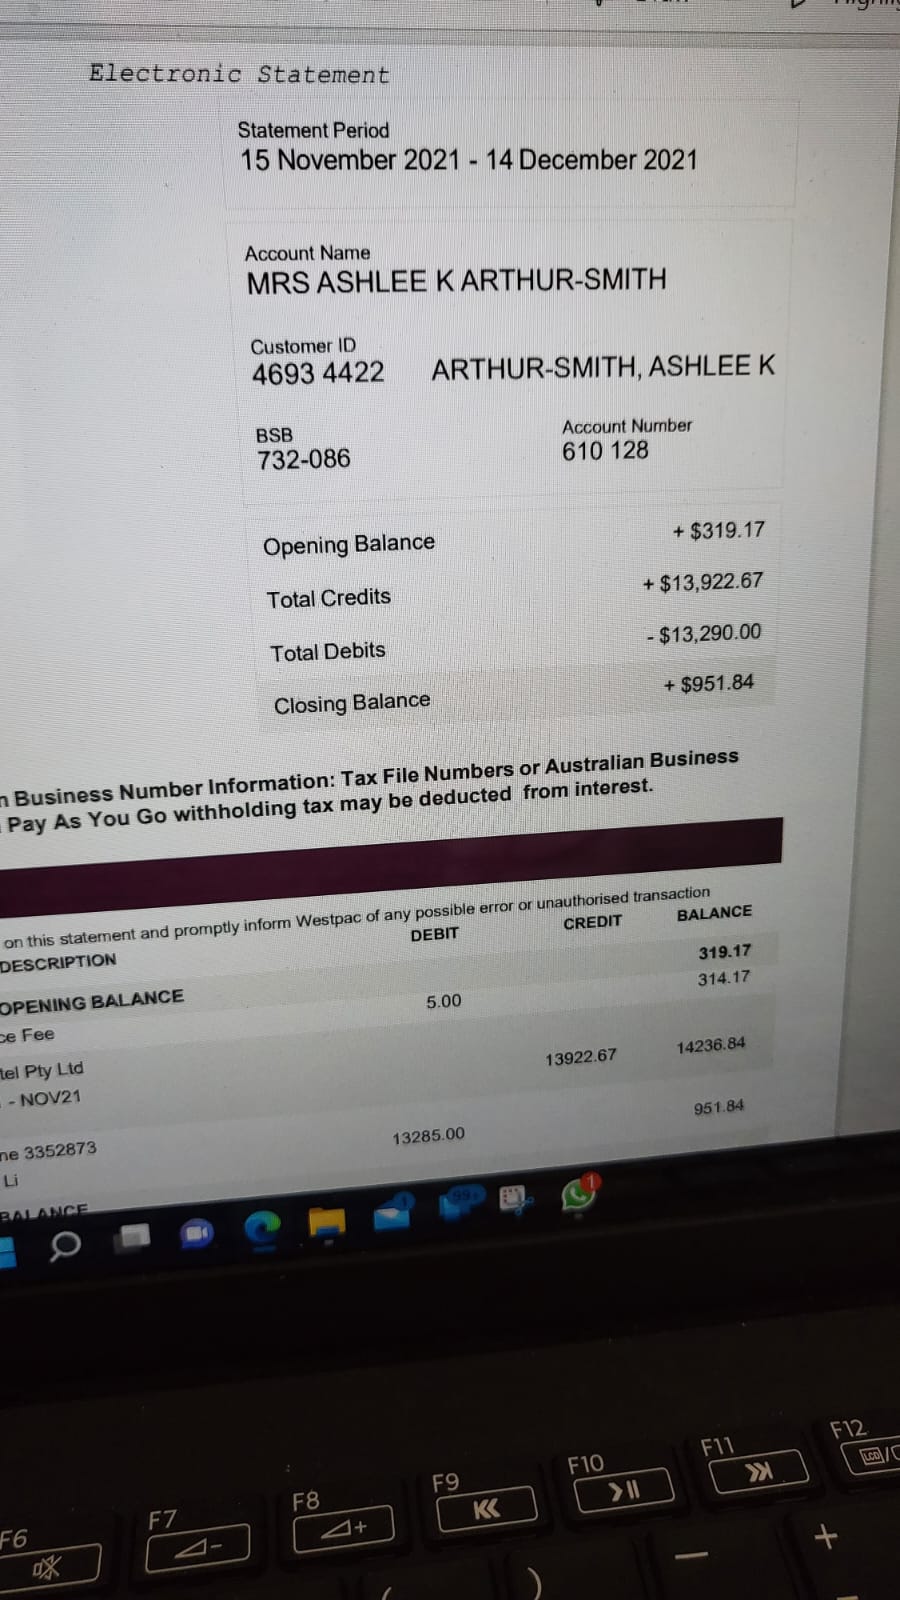 Electronic Statement
Statement Period
15 November 2021 - 14 December 2021
Account Name
MRS ASHLEE K ARTHUR-SMITH
Customer ID
4693 4422 ARTHUR-SMITH, ASHLEE K
BSB Account Number
732-086 610 128
Opening Balance + $319.17
Total Credits + $13,922.67
Total Debits - $13,290.00
Closing Balance + $951.84
n Business Number Information: Tax File Numbers or Australian Business
Pay As You Go withholding tax may be deducted from interest.
on this statement and promptly inform Westpac of any possible error or unauthorised transaction
DESCRIPTION DEBIT CREDIT BALANCE
OPENING BALANCE 319.17
ce Fee 5.00 314.17
tel Pty Ltd 13922.67 14236.84
- NOV21
ne 3352873 13285.00 951.84
Li
BALANCE
1
99+
1
F6 F7 F8 F9 F10 F11 F12
LCD/
- +
( )